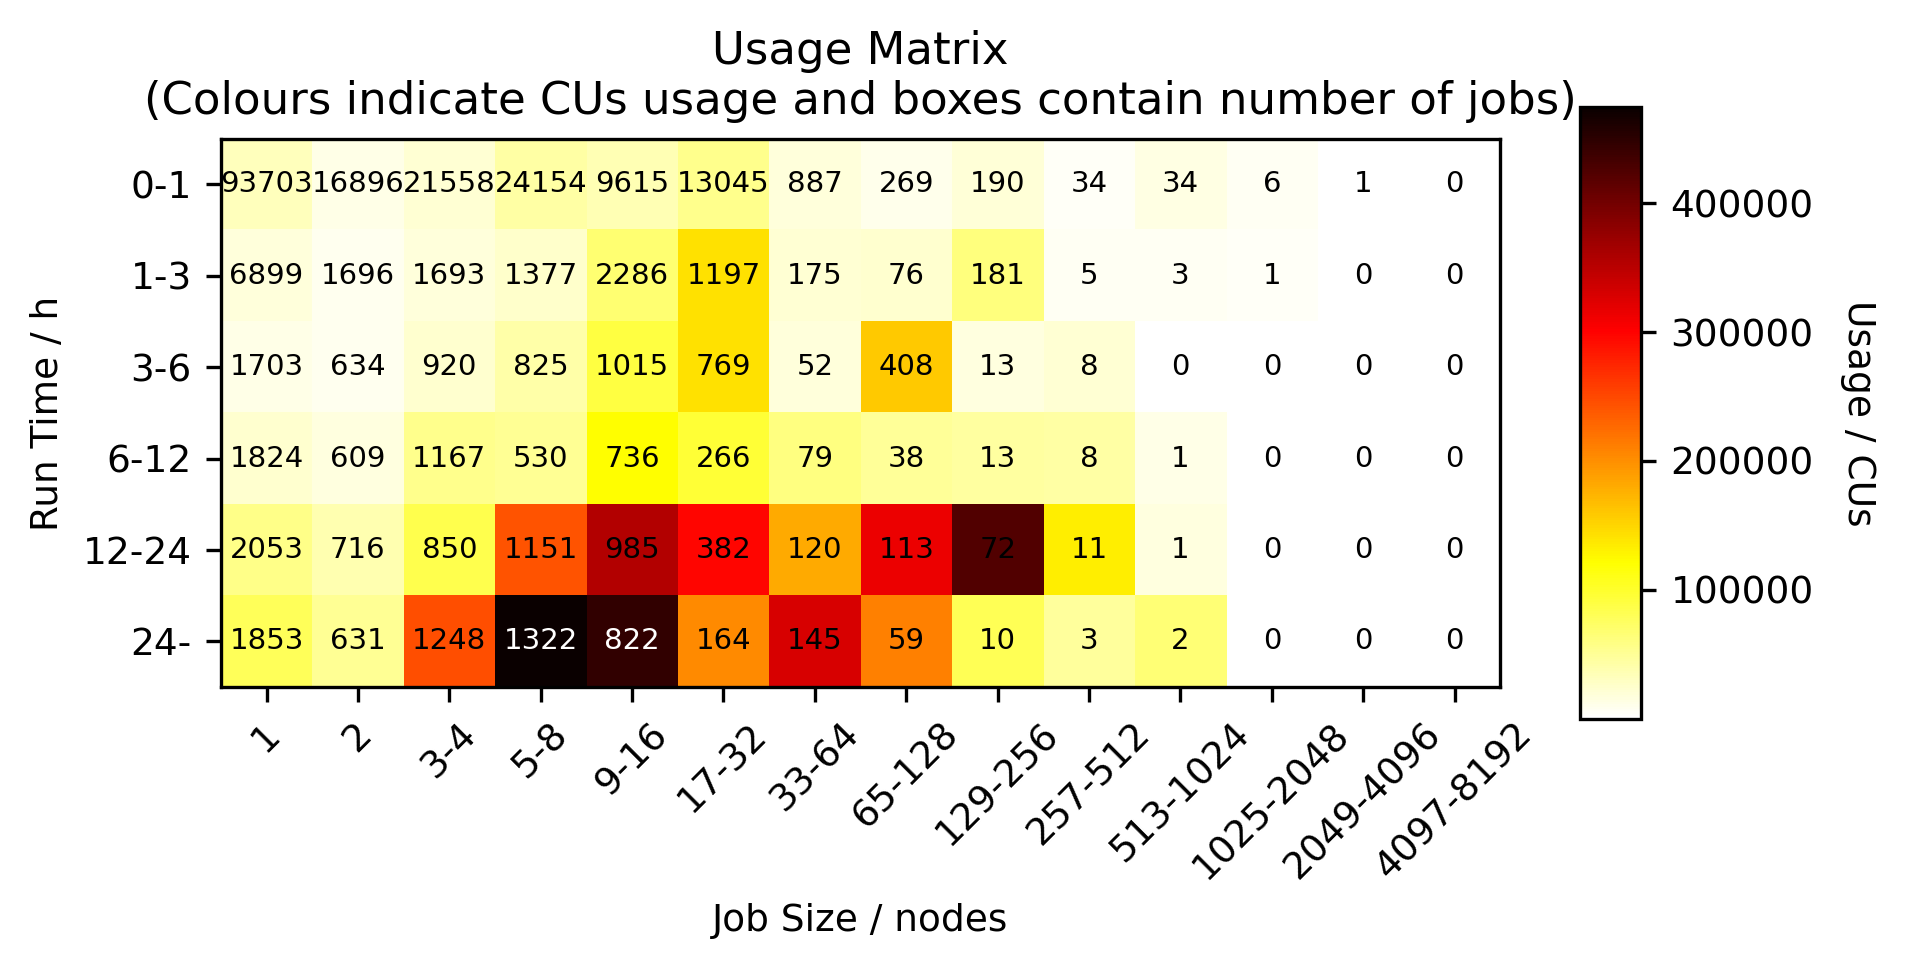 Usage Matrix
(Colours indicate CUs usage and boxes contain number of jobs)
0-1 93703 16896 21558 24154 9615 13045 887 269 190 34 34 6 1 0
1-3 6899 1696 1693 1377 2286 1197 175 76 181 5 3 1 0 0
3-6 1703 634 920 825 1015 769 52 408 13 8 0 0 0 0
6-12 1824 609 1167 530 736 266 79 38 13 8 1 0 0 0
12-24 2053 716 850 1151 985 382 120 113 72 11 1 0 0 0
24- 1853 631 1248 1322 822 164 145 59 10 3 2 0 0 0
Run Time / h
1 2 3-4 5-8 9-16 17-32 33-64 65-128 129-256 257-512 513-1024 1025-2048 2049-4096 4097-8192
Job Size / nodes
400000
300000
200000
100000
Usage / CUs